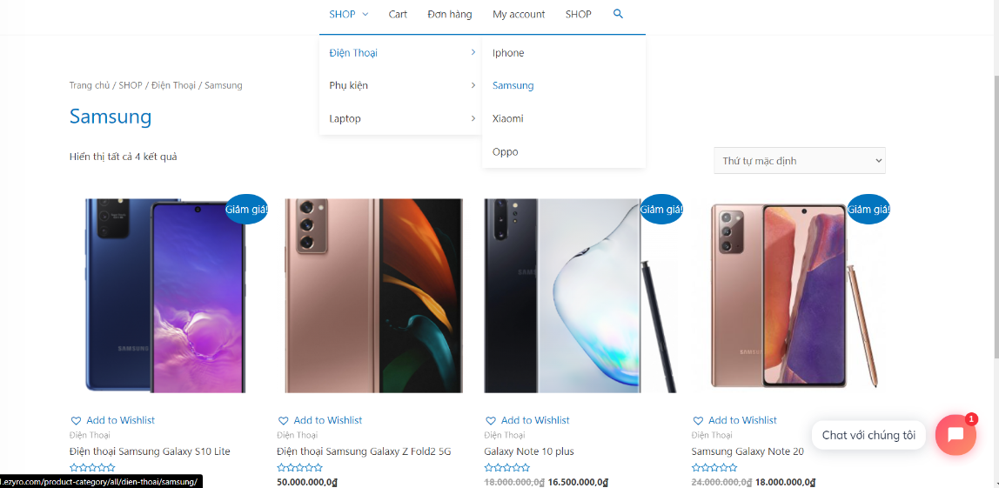 SHOP Cart Đơn hàng My account SHOP
Điện Thoại
Phụ kiện
Laptop
Iphone
Samsung
Xiaomi
Oppo
Trang chủ / SHOP / Điện Thoại / Samsung
Samsung
Hiển thị tất cả 4 kết quả
Thứ tự mặc định
Giảm giá!
SAMSUNG
Add to Wishlist
Điện Thoại
Điện thoại Samsung Galaxy S10 Lite
Add to Wishlist
Điện Thoại
Điện thoại Samsung Galaxy Z Fold2 5G
50.000.000,0₫
Giảm giá!
Add to Wishlist
Điện Thoại
Galaxy Note 10 plus
18.000.000,0₫ 16.500.000,0₫
Giảm giá!
SAMSUNG
Add to Wishlist
Điện Thoại
Samsung Galaxy Note 20
24.000.000,0₫ 18.000.000,0₫
Chat với chúng tôi
1
l.ezyro.com/product-category/all/dien-thoai/samsung/